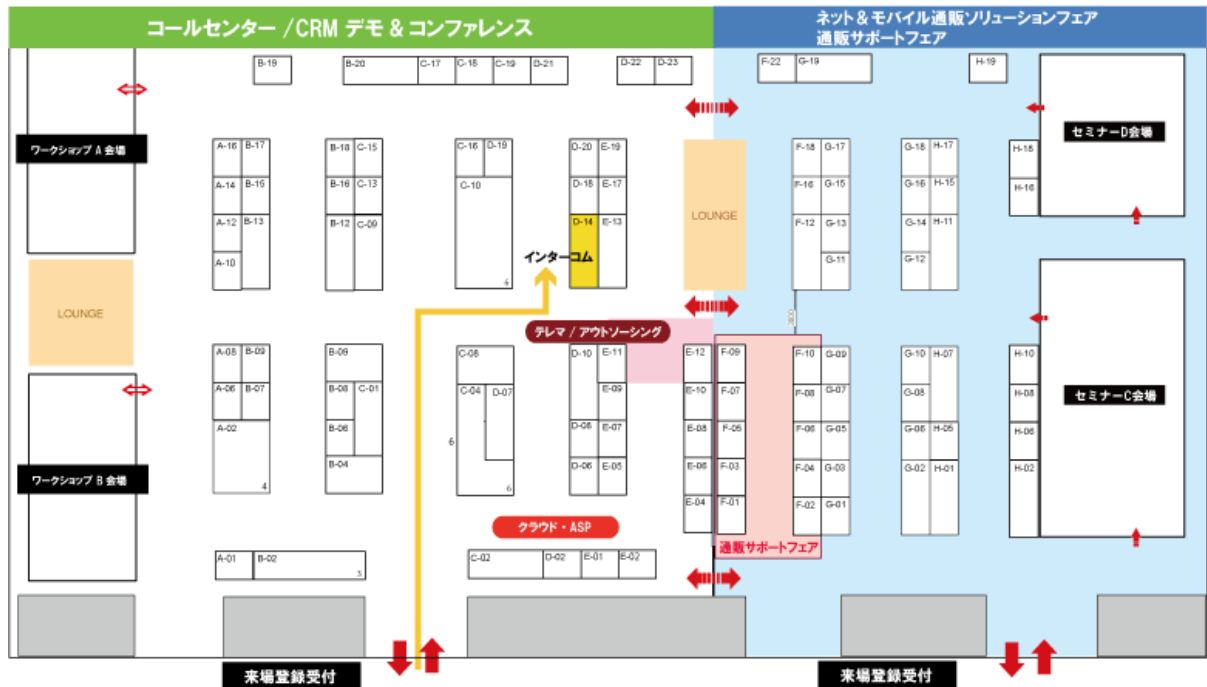 コールセンター /CRM デモ & コンファレンス
ネット&モバイル通販ソリューションフェア
通販サポートフェア
B-19
B-20 C-17 C-18 C-19 D-21
D-22 D-23
F-22 G-19
H-19
ワークショップ A 会場
セミナーD会場
A-16 B-17
B-18 C-15
C-16 D-19
D-20 E-19
F-18 G-17
G-18 H-17
H-18
A-14 B-15
B-16 C-13
C-10
D-18 E-17
F-16 G-15
G-16 H-15
H-16
A-12 B-13
B-12 C-09
D-14 E-13
F-12 G-13
G-14 H-11
LOUNGE
インターコム
A-10
G-11
G-12
6
LOUNGE
テレマ / アウトソーシング
A-08 B-09
B-09
C-08
D-10 E-11
E-12 F-09
F-10 G-09
G-10 H-07
H-10
A-06 B-07
B-08 C-01
C-04 D-07
E-09
E-10 F-07
F-08 G-07
G-08
H-08
セミナーC会場
A-02
B-06
D-08 E-07
E-08 F-05
F-06 G-05
G-06 H-05
H-06
6
B-04
D-06 E-05
E-06 F-03
F-04 G-03
G-02 H-01
H-02
ワークショップ B 会場
4
6
E-04 F-01
F-02 G-01
クラウド・ASP
通販サポートフェア
A-01 B-02
3
C-02 D-02 E-01 E-02
来場登録受付
来場登録受付